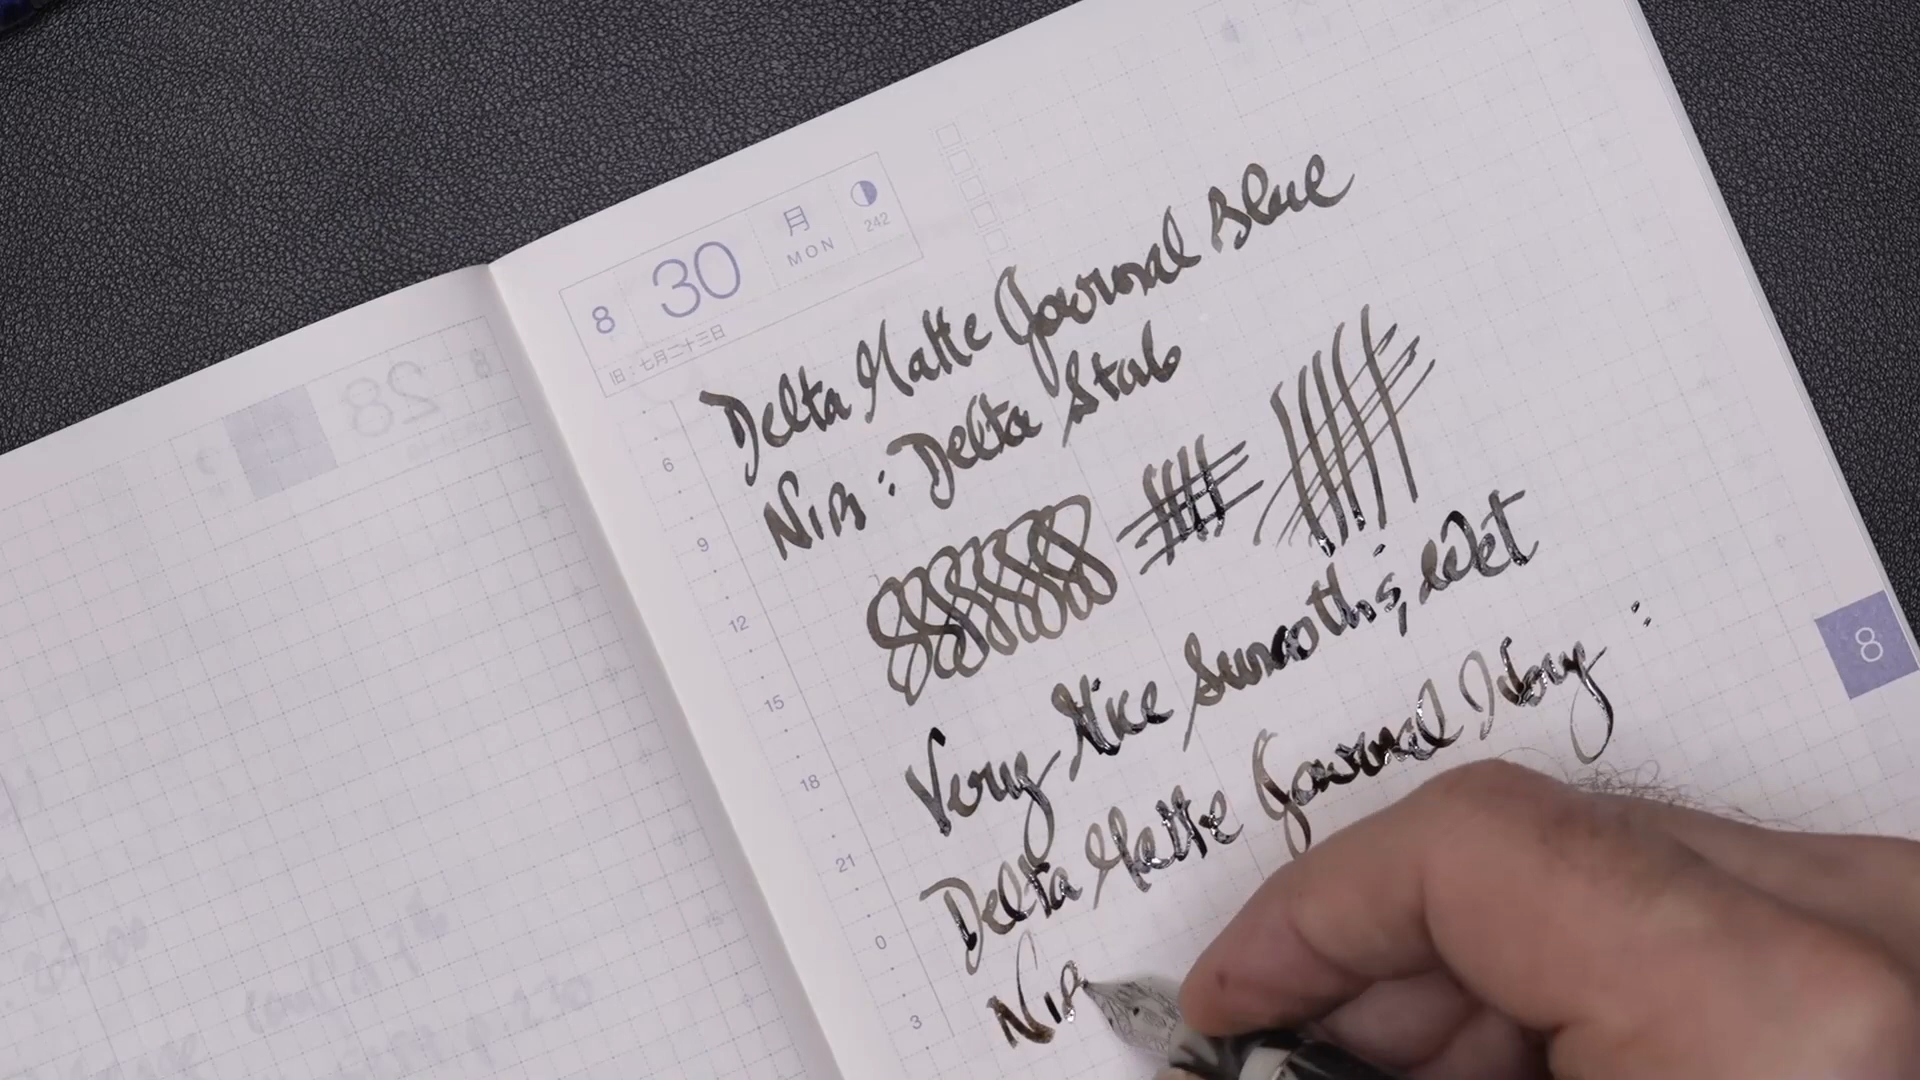 8 30 月 MON 242
旧:七月二十三日
Delta Matte Journal Blue
Nib: Delta Stub
Very Nice Smooth, Wet
Delta Matte Journal Ivory:
Nib
6
9
12
15
18
21
0
3
8
28